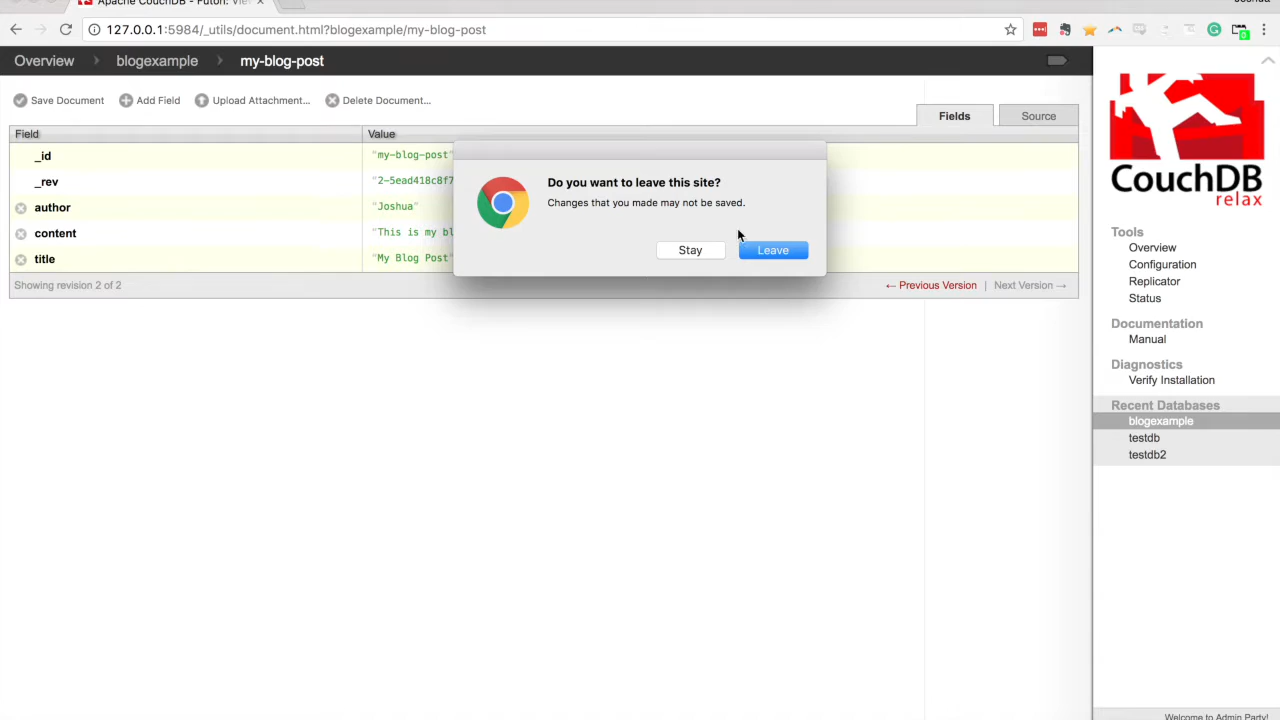 Apache CouchDB - Futon: Vie
127.0.0.1:5984/_utils/document.html?blogexample/my-blog-post
Overview
blogexample
my-blog-post
Save Document
Add Field
Upload Attachment...
Delete Document...
Fields
Source
Field
Value
_id
"my-blog-post"
_rev
"2-5ead418c8f7
author
"Joshua"
content
"This is my bl
title
"My Blog Post"
Showing revision 2 of 2
← Previous Version | Next Version →
Do you want to leave this site?
Changes that you made may not be saved.
Stay
Leave
CouchDB
relax
Tools
Overview
Configuration
Replicator
Status
Documentation
Manual
Diagnostics
Verify Installation
Recent Databases
blogexample
testdb
testdb2
Welcome to Admin Party!